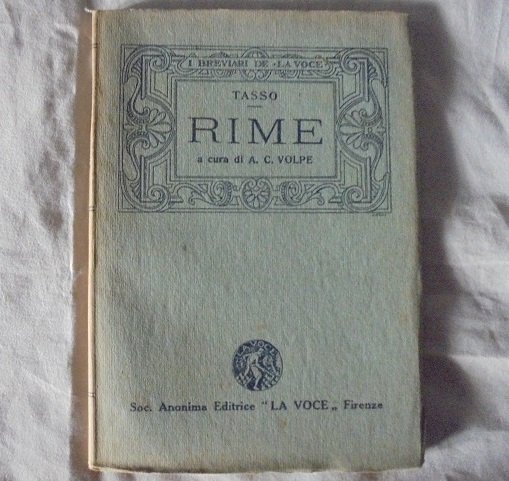 I BREVIARI DE "LA VOCE"
TASSO
RIME
a cura di A. C. VOLPE
LA VOCE
Soc. Anonima Editrice "LA VOCE„ Firenze